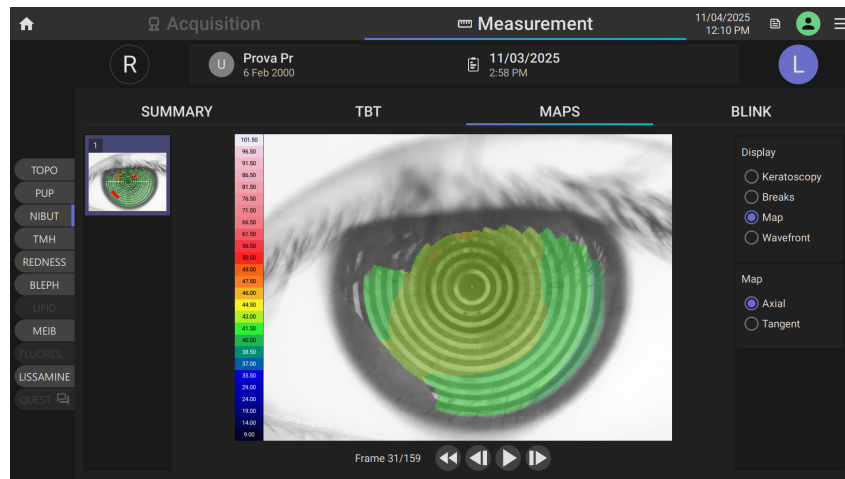 Acquisition
Measurement
11/04/2025
12:10 PM
R
U
Prova Pr
6 Feb 2000
11/03/2025
2:58 PM
L
SUMMARY
TBT
MAPS
BLINK
TOPO
PUP
NIBUT
TMH
REDNESS
BLEPH
LIPID
MEIB
FLUORES...
LISSAMINE
QUEST
1
101.50
96.50
91.50
86.50
81.50
76.50
71.50
66.50
61.50
56.50
50.50
49.00
47.50
46.00
44.50
43.00
41.50
40.00
38.50
37.00
35.50
29.00
24.00
19.00
14.00
9.00
Display
Keratoscopy
Breaks
Map
Wavefront
Map
Axial
Tangent
Frame 31/159